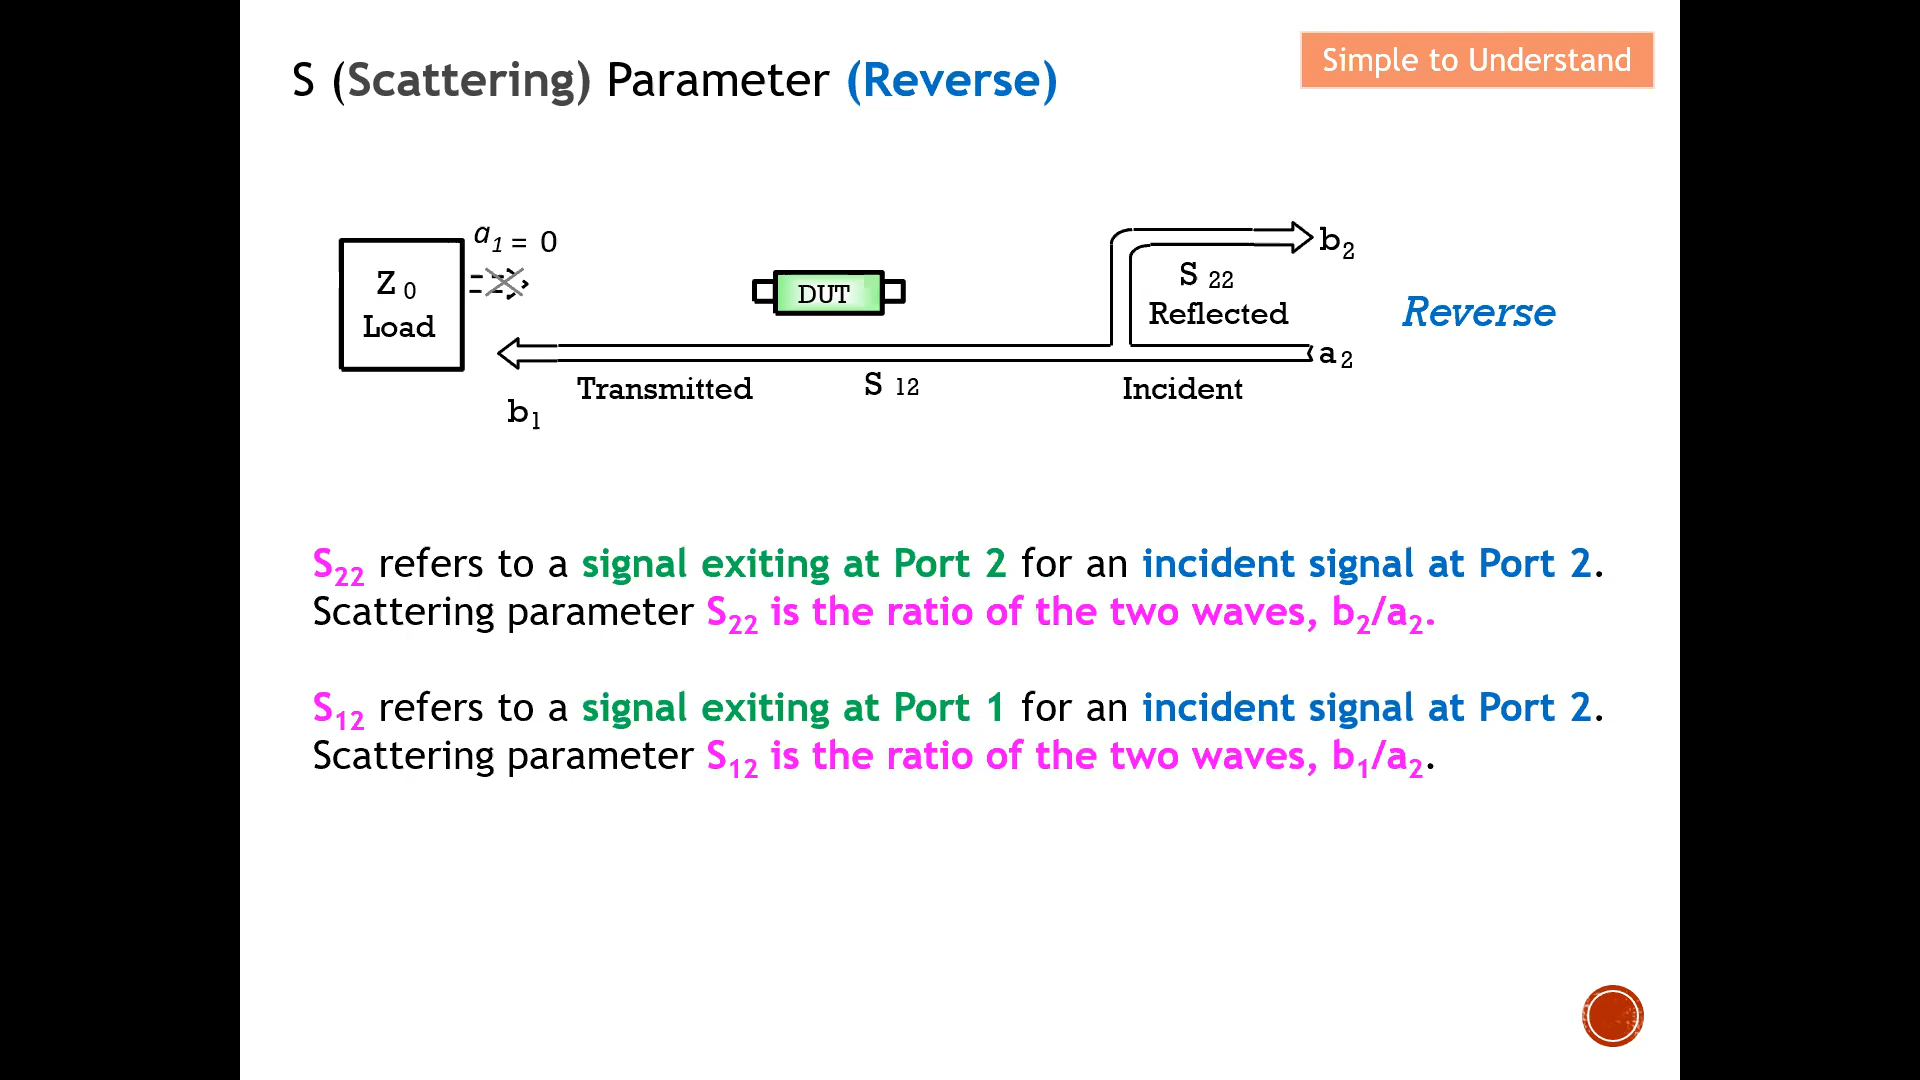 S (Scattering) Parameter (Reverse)
Simple to Understand
a1 = 0
Z0
Load
DUT
b2
S22
Reflected
Reverse
a2
Transmitted
S12
Incident
b1
S22 refers to a signal exiting at Port 2 for an incident signal at Port 2.
Scattering parameter S22 is the ratio of the two waves, b2/a2.
S12 refers to a signal exiting at Port 1 for an incident signal at Port 2.
Scattering parameter S12 is the ratio of the two waves, b1/a2.